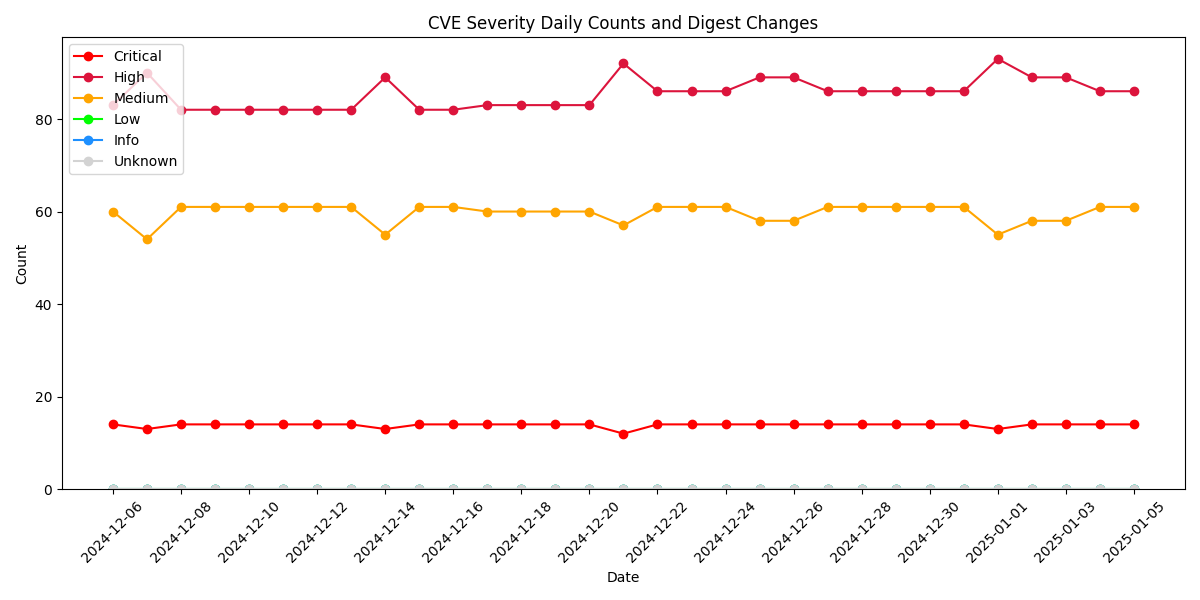 CVE Severity Daily Counts and Digest Changes
Critical
High
Medium
Low
Info
Unknown
80
60
40
20
0
Count
2024-12-06
2024-12-08
2024-12-10
2024-12-12
2024-12-14
2024-12-16
2024-12-18
2024-12-20
2024-12-22
2024-12-24
2024-12-26
2024-12-28
2024-12-30
2025-01-01
2025-01-03
2025-01-05
Date